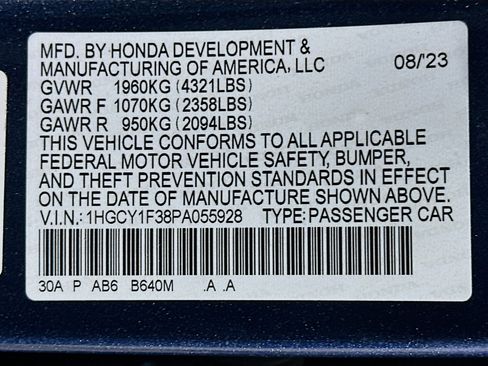 MFD. BY HONDA DEVELOPMENT &
MANUFACTURING OF AMERICA, LLC 08/'23
GVWR 1960KG (4321LBS)
GAWR F 1070KG (2358LBS)
GAWR R 950KG (2094LBS)
THIS VEHICLE CONFORMS TO ALL APPLICABLE
FEDERAL MOTOR VEHICLE SAFETY, BUMPER,
AND THEFT PREVENTION STANDARDS IN EFFECT
ON THE DATE OF MANUFACTURE SHOWN ABOVE.
V.I.N.: 1HGCY1F38PA055928 TYPE: PASSENGER CAR
30A P AB6 B640M .A .A